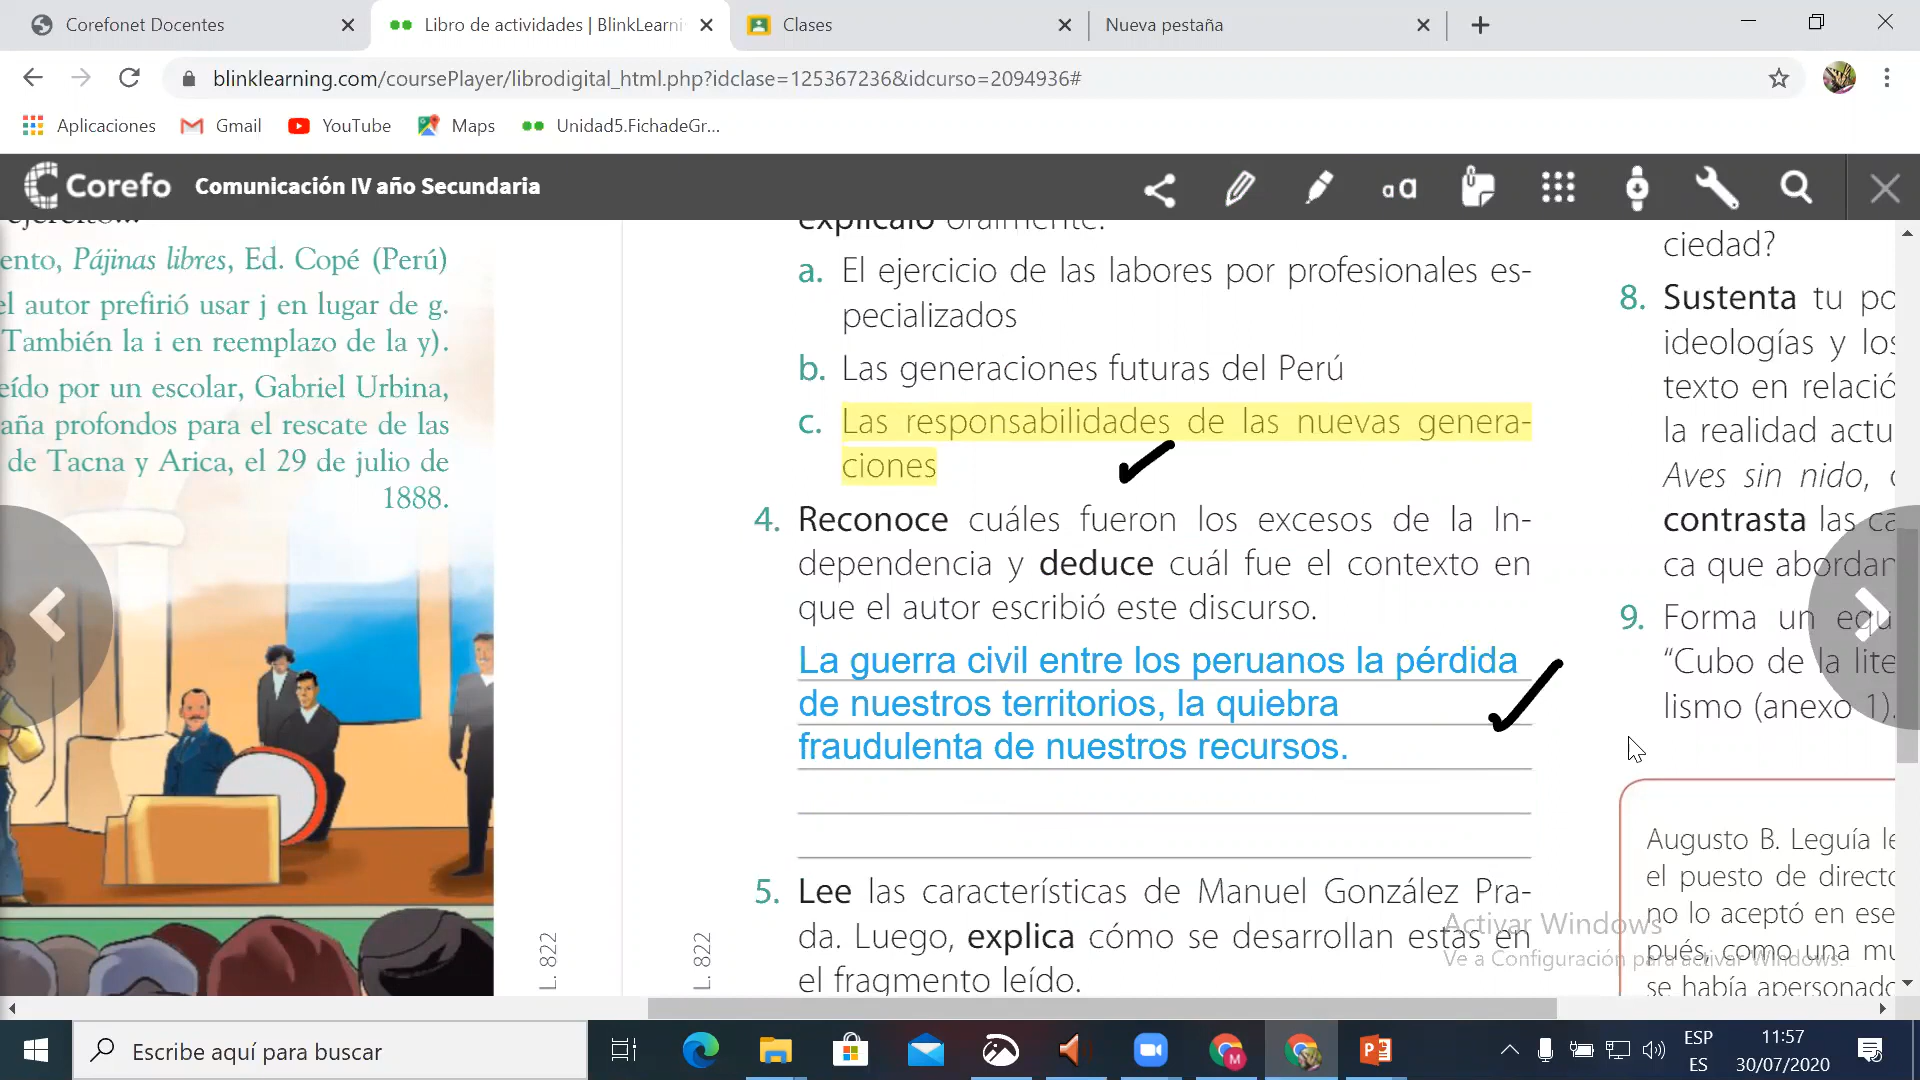 Corefonet Docentes
Libro de actividades | BlinkLearni
Clases
Nueva pestaña
blinklearning.com/coursePlayer/librodigital_html.php?idclase=125367236&idcurso=2094936#
Aplicaciones
Gmail
YouTube
Maps
Unidad5.FichadeGr...
Corefo
Comunicación IV año Secundaria
aa
ejército...
ento, Pájinas libres, Ed. Copé (Perú)
el autor prefirió usar j en lugar de g.
También la i en reemplazo de la y).
eído por un escolar, Gabriel Urbina,
aña profondos para el rescate de las
de Tacna y Arica, el 29 de julio de
1888.
L. 822
L. 822
explícalo oralmente.
a. El ejercicio de las labores por profesionales es-
pecializados
b. Las generaciones futuras del Perú
c. Las responsabilidades de las nuevas genera-
ciones
4. Reconoce cuáles fueron los excesos de la In-
dependencia y deduce cuál fue el contexto en
que el autor escribió este discurso.
La guerra civil entre los peruanos la pérdida
de nuestros territorios, la quiebra
fraudulenta de nuestros recursos.
5. Lee las características de Manuel González Pra-
da. Luego, explica cómo se desarrollan estas en
el fragmento leído.
ciedad?
8. Sustenta tu po
ideologías y los
texto en relació
la realidad actu
Aves sin nido, c
contrasta las ca
ca que abordan
9. Forma un equ
"Cubo de la lite
lismo (anexo 1).
Augusto B. Leguía le
el puesto de directo
no lo aceptó en ese
pués, como una mu
se había apersonado
Activar Windows
Ve a Configuración para activar Windows.
Escribe aquí para buscar
ESP
ES
11:57
30/07/2020